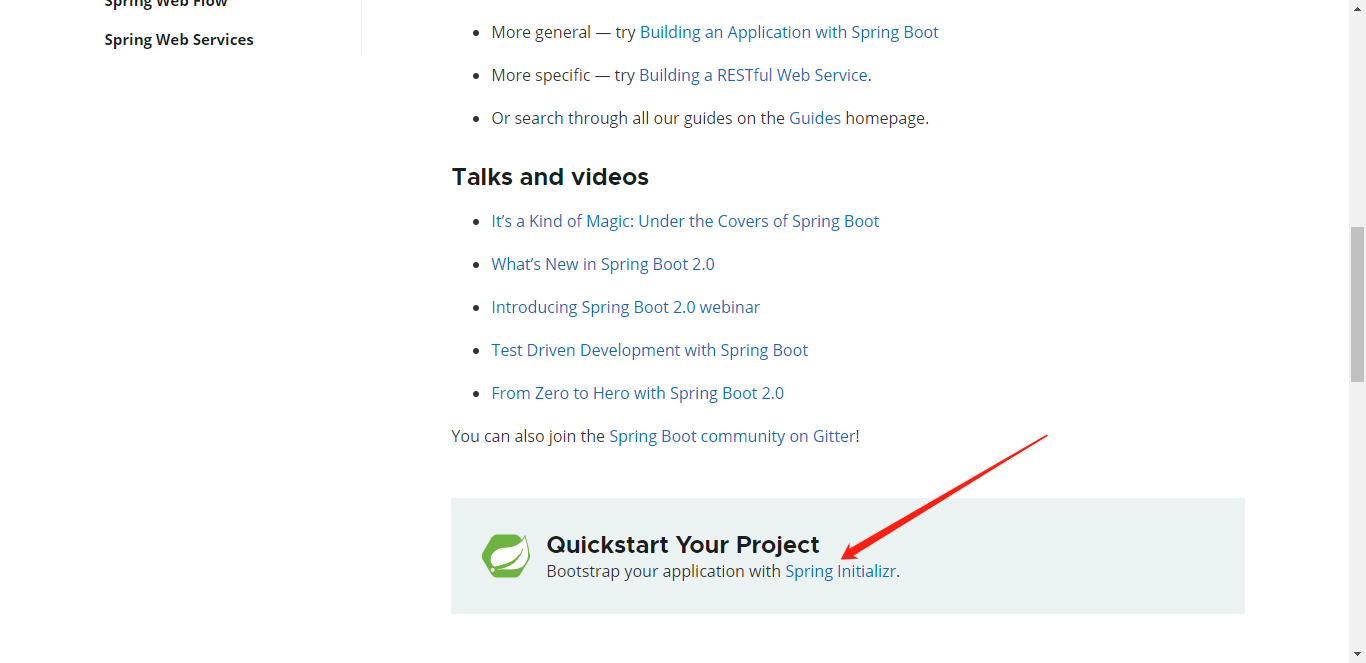 Spring Web Flow
Spring Web Services
More general — try Building an Application with Spring Boot
More specific — try Building a RESTful Web Service.
Or search through all our guides on the Guides homepage.
Talks and videos
It’s a Kind of Magic: Under the Covers of Spring Boot
What’s New in Spring Boot 2.0
Introducing Spring Boot 2.0 webinar
Test Driven Development with Spring Boot
From Zero to Hero with Spring Boot 2.0
You can also join the Spring Boot community on Gitter!
Quickstart Your Project
Bootstrap your application with Spring Initializr.